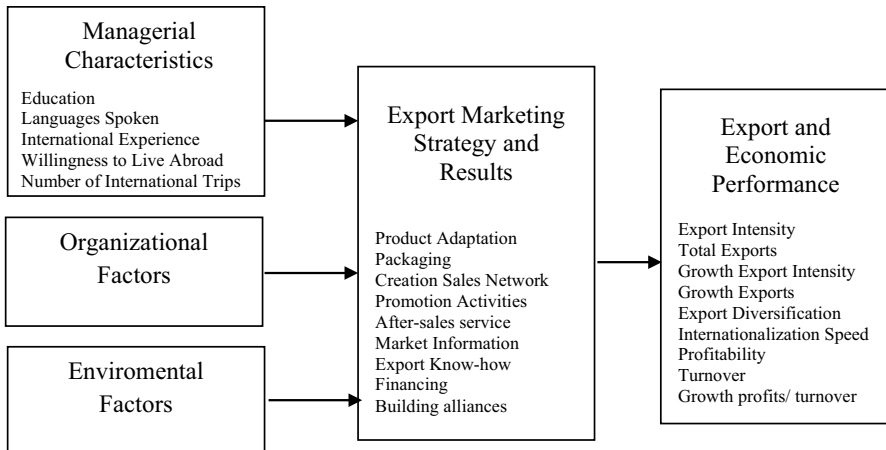 Managerial
Characteristics
Education
Languages Spoken
International Experience
Willingness to Live Abroad
Number of International Trips
Organizational
Factors
Enviromental
Factors
Export Marketing
Strategy and
Results
Product Adaptation
Packaging
Creation Sales Network
Promotion Activities
After-sales service
Market Information
Export Know-how
Financing
Building alliances
Export and
Economic
Performance
Export Intensity
Total Exports
Growth Export Intensity
Growth Exports
Export Diversification
Internationalization Speed
Profitability
Turnover
Growth profits/ turnover